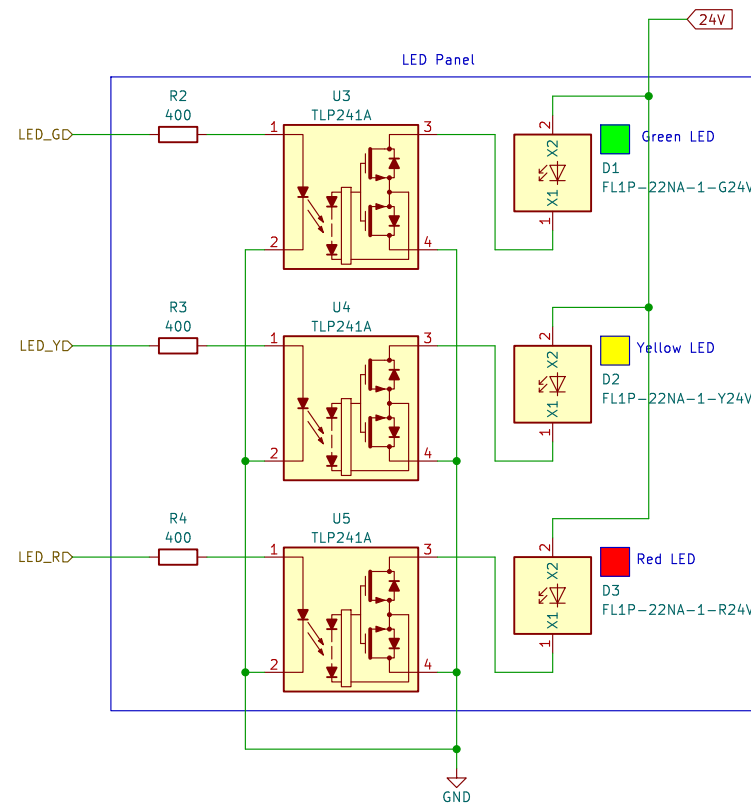 24V
LED Panel
R2
400
U3
TLP241A
LED_G
1
3
2
4
2
X2
X1
1
Green LED
D1
FL1P-22NA-1-G24V
R3
400
U4
TLP241A
LED_Y
1
3
2
4
2
X2
X1
1
Yellow LED
D2
FL1P-22NA-1-Y24V
R4
400
U5
TLP241A
LED_R
1
3
2
4
2
X2
X1
1
Red LED
D3
FL1P-22NA-1-R24V
GND